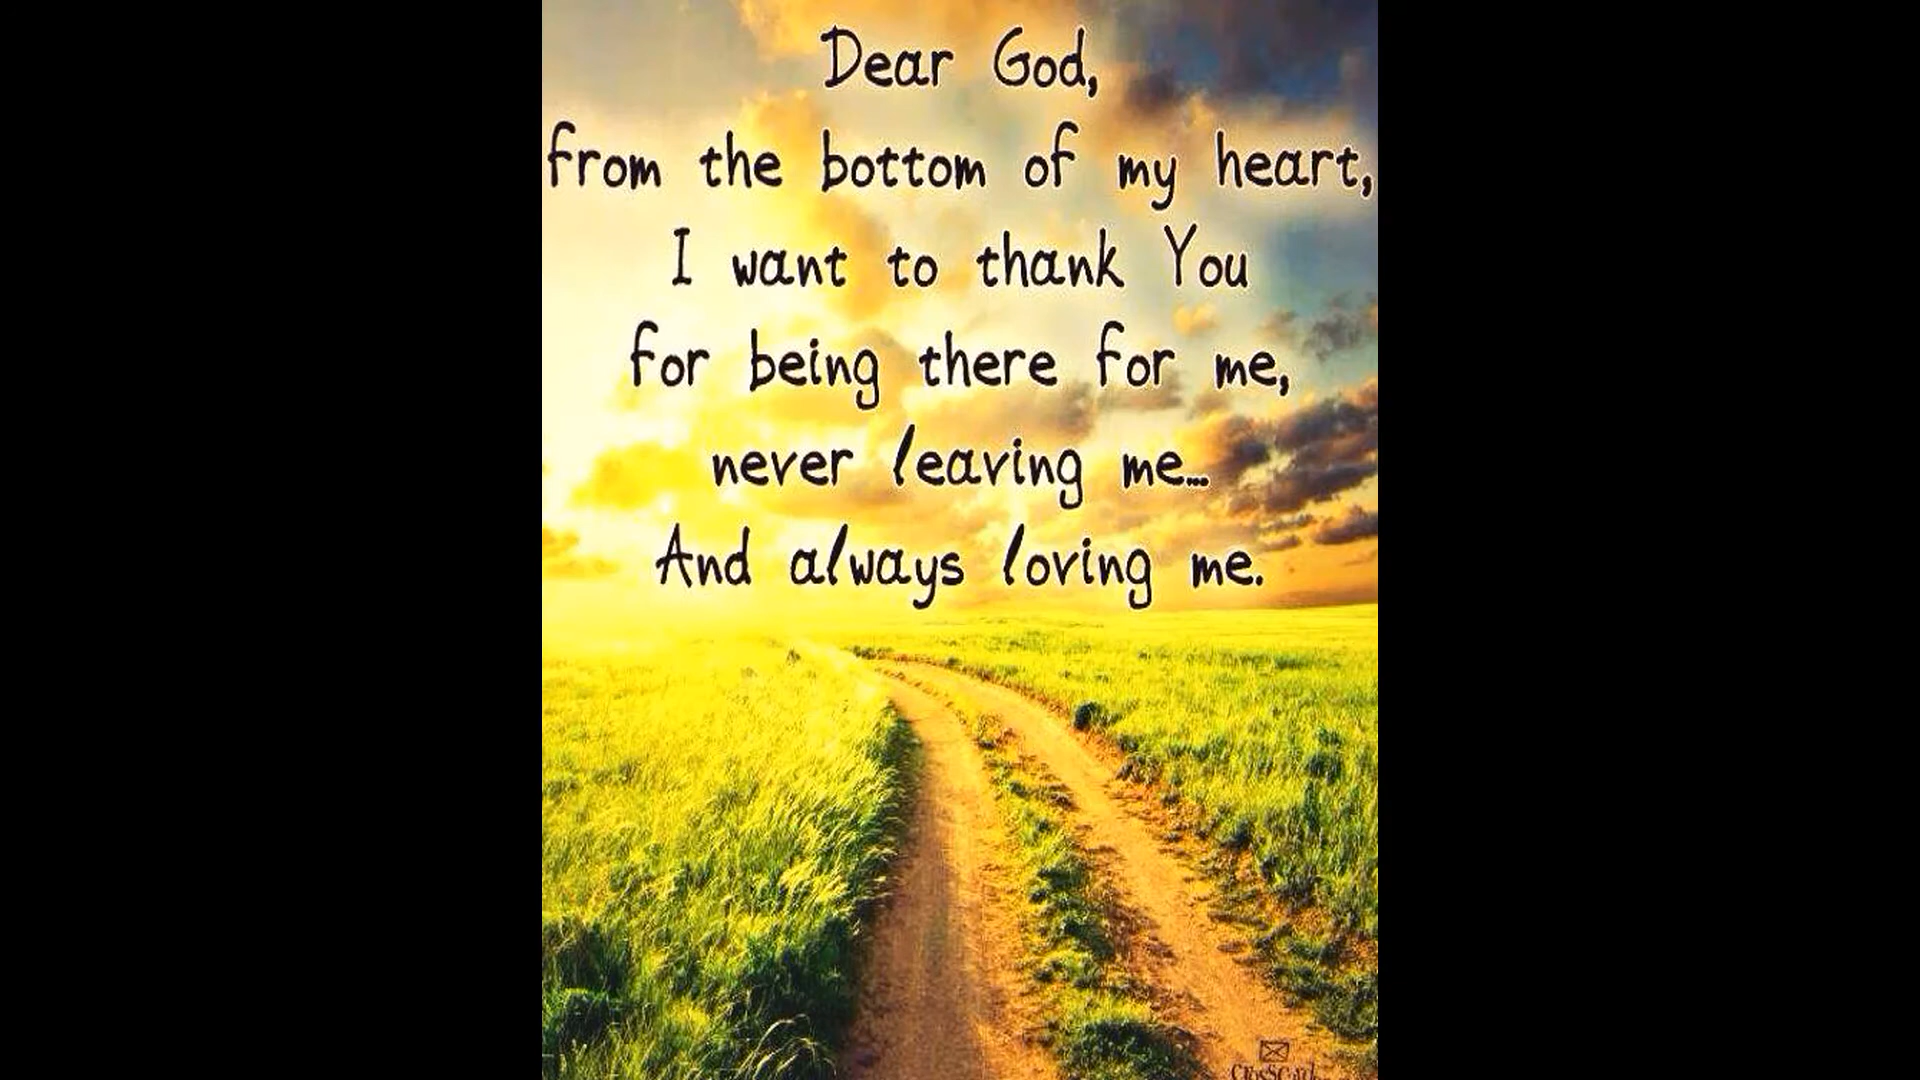 Dear God,
from the bottom of my heart,
I want to thank You
for being there for me,
never leaving me...
And always loving me.